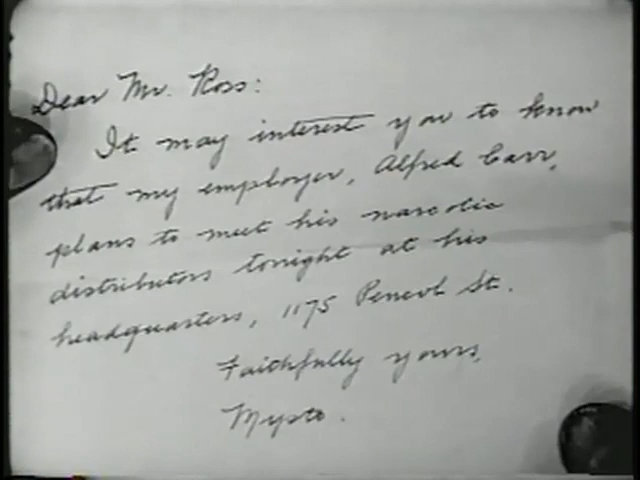 Dear Mr. Ross:
It may interest you to know
that my employer, Alfred Carr,
plans to meet his narcotic
distributors tonight at his
headquarters, 1175 St.
Faithfully yours,
Mysto.